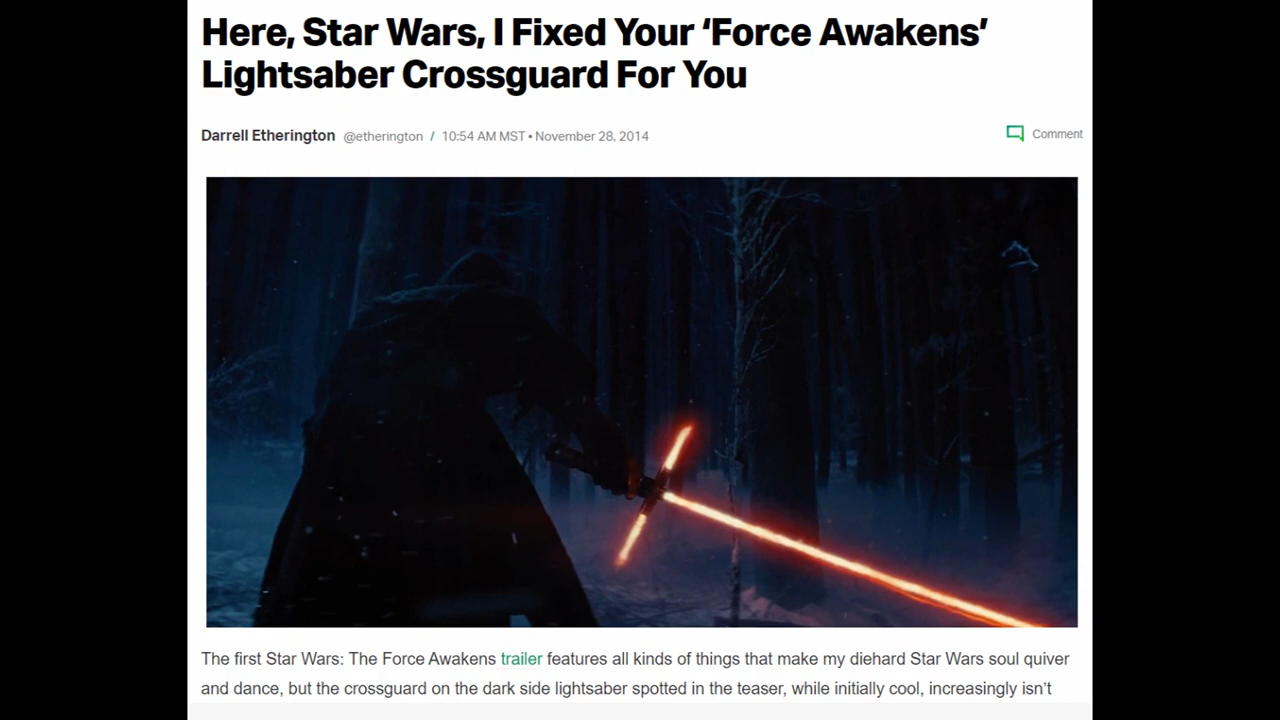 Here, Star Wars, I Fixed Your ‘Force Awakens’
Lightsaber Crossguard For You
Darrell Etherington @etherington / 10:54 AM MST • November 28, 2014
Comment
The first Star Wars: The Force Awakens trailer features all kinds of things that make my diehard Star Wars soul quiver
and dance, but the crossguard on the dark side lightsaber spotted in the teaser, while initially cool, increasingly isn’t